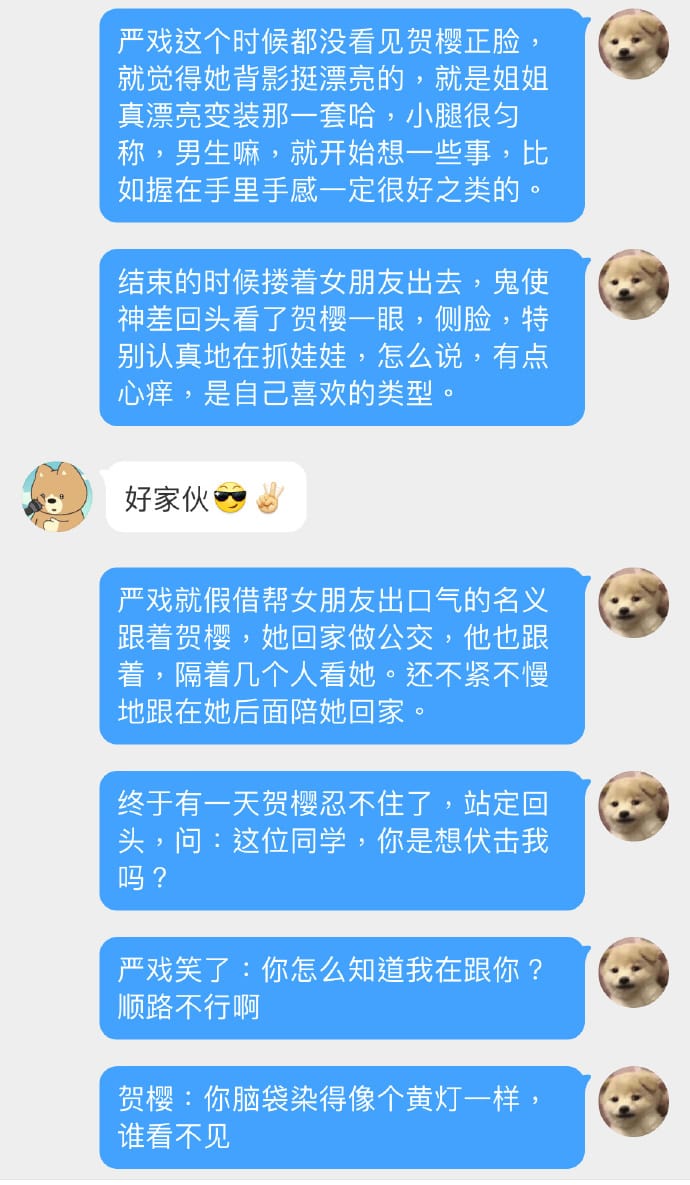 严戏这个时候都没看见贺樱正脸，
就觉得她背影挺漂亮的，就是姐姐
真漂亮变装那一套哈，小腿很匀
称，男生嘛，就开始想一些事，比
如握在手里手感一定很好之类的。
结束的时候搂着女朋友出去，鬼使
神差回头看了贺樱一眼，侧脸，特
别认真地在抓娃娃，怎么说，有点
心痒，是自己喜欢的类型。
好家伙😎✌🏻
严戏就假借帮女朋友出口气的名义
跟着贺樱，她回家做公交，他也跟
着，隔着几个人看她。还不紧不慢
地跟在她后面陪她回家。
终于有一天贺樱忍不住了，站定回
头，问：这位同学，你是想伏击我
吗？
严戏笑了：你怎么知道我在跟你？
顺路不行啊
贺樱：你脑袋染得像个黄灯一样，
谁看不见